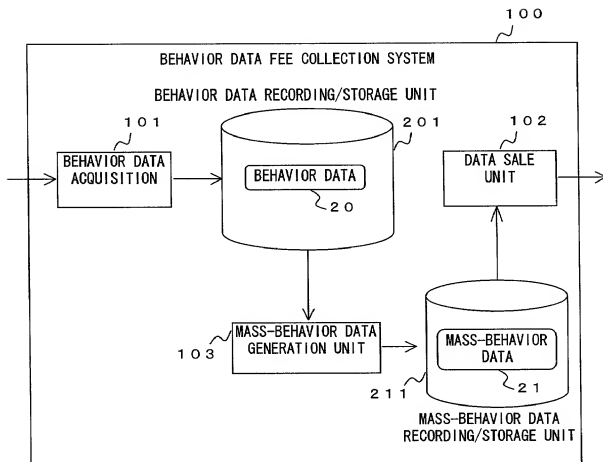 100
BEHAVIOR DATA FEE COLLECTION SYSTEM
BEHAVIOR DATA RECORDING/STORAGE UNIT
101
BEHAVIOR DATA
ACQUISITION
201
BEHAVIOR DATA
20
102
DATA SALE
UNIT
103
MASS-BEHAVIOR DATA
GENERATION UNIT
MASS-BEHAVIOR
DATA
21
211
MASS-BEHAVIOR DATA
RECORDING/STORAGE UNIT